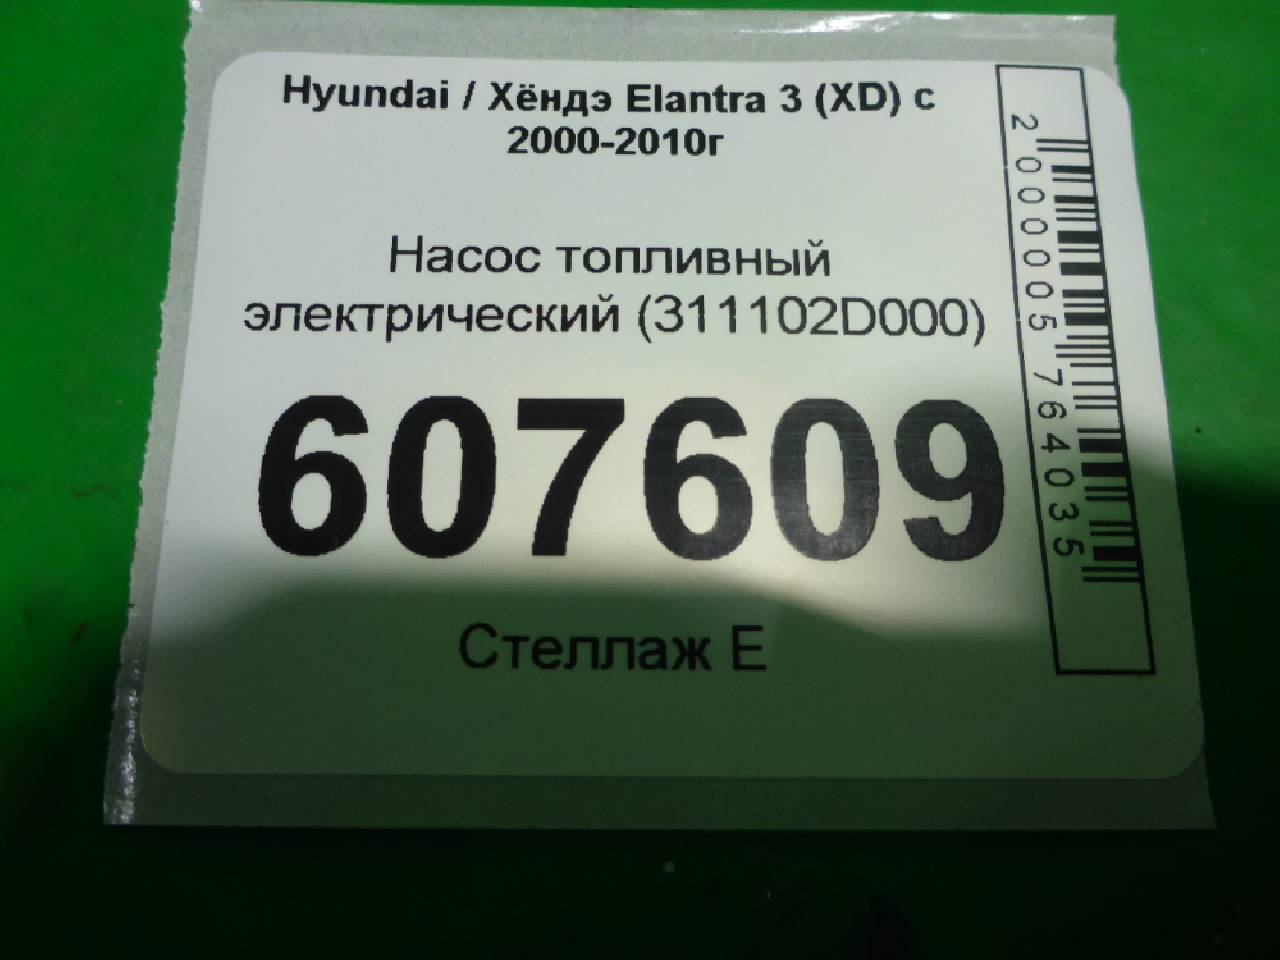 Hyundai / Хёндэ Elantra 3 (XD) с
2000-2010г
Насос топливный
электрический (311102D000)
607609
Стеллаж Е
2000005764035